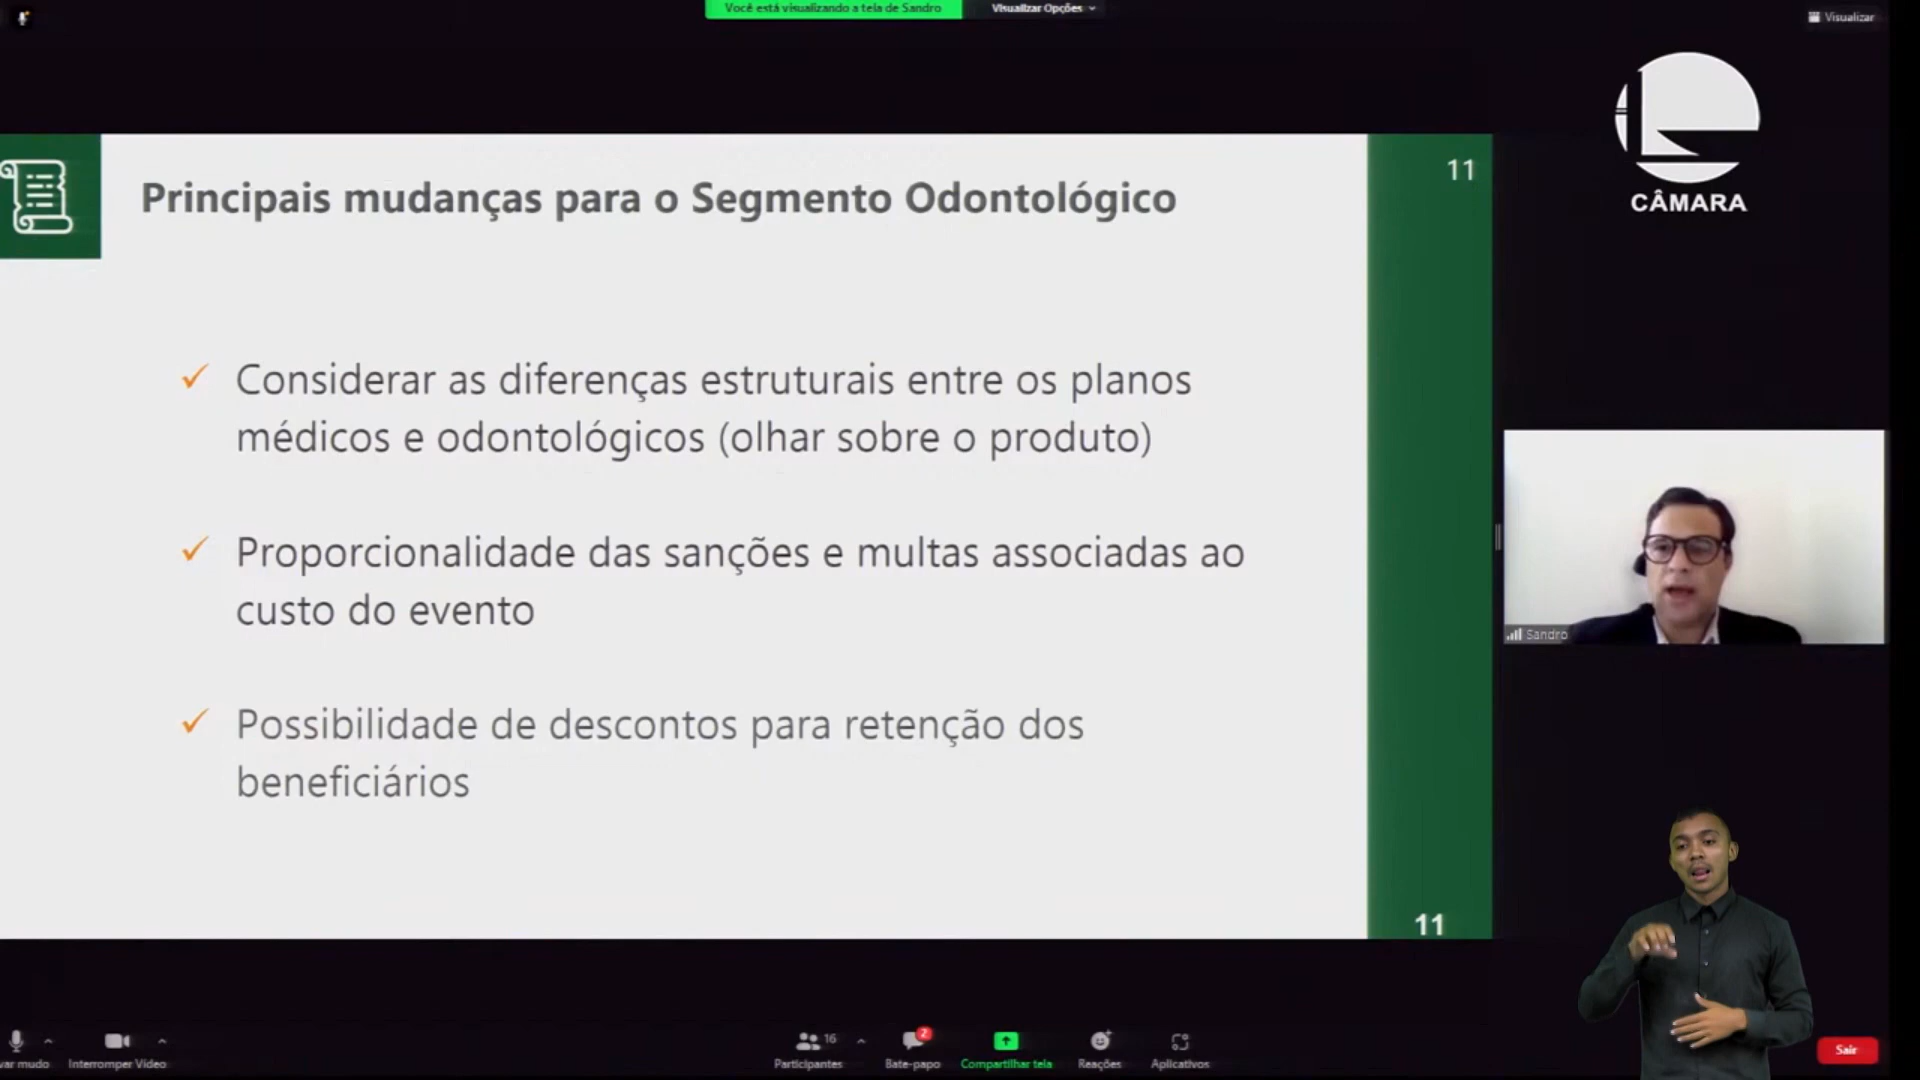 Você está visualizando a tela de Sandro
Visualizar Opções
Visualizar
CÂMARA
11
Principais mudanças para o Segmento Odontológico
Considerar as diferenças estruturais entre os planos
médicos e odontológicos (olhar sobre o produto)
Proporcionalidade das sanções e multas associadas ao
custo do evento
Possibilidade de descontos para retenção dos
beneficiários
11
Sandro
var mudo
Interromper Vídeo
16
Participantes
2
Bate-papo
Compartilhar tela
Reações
Aplicativos
Sair